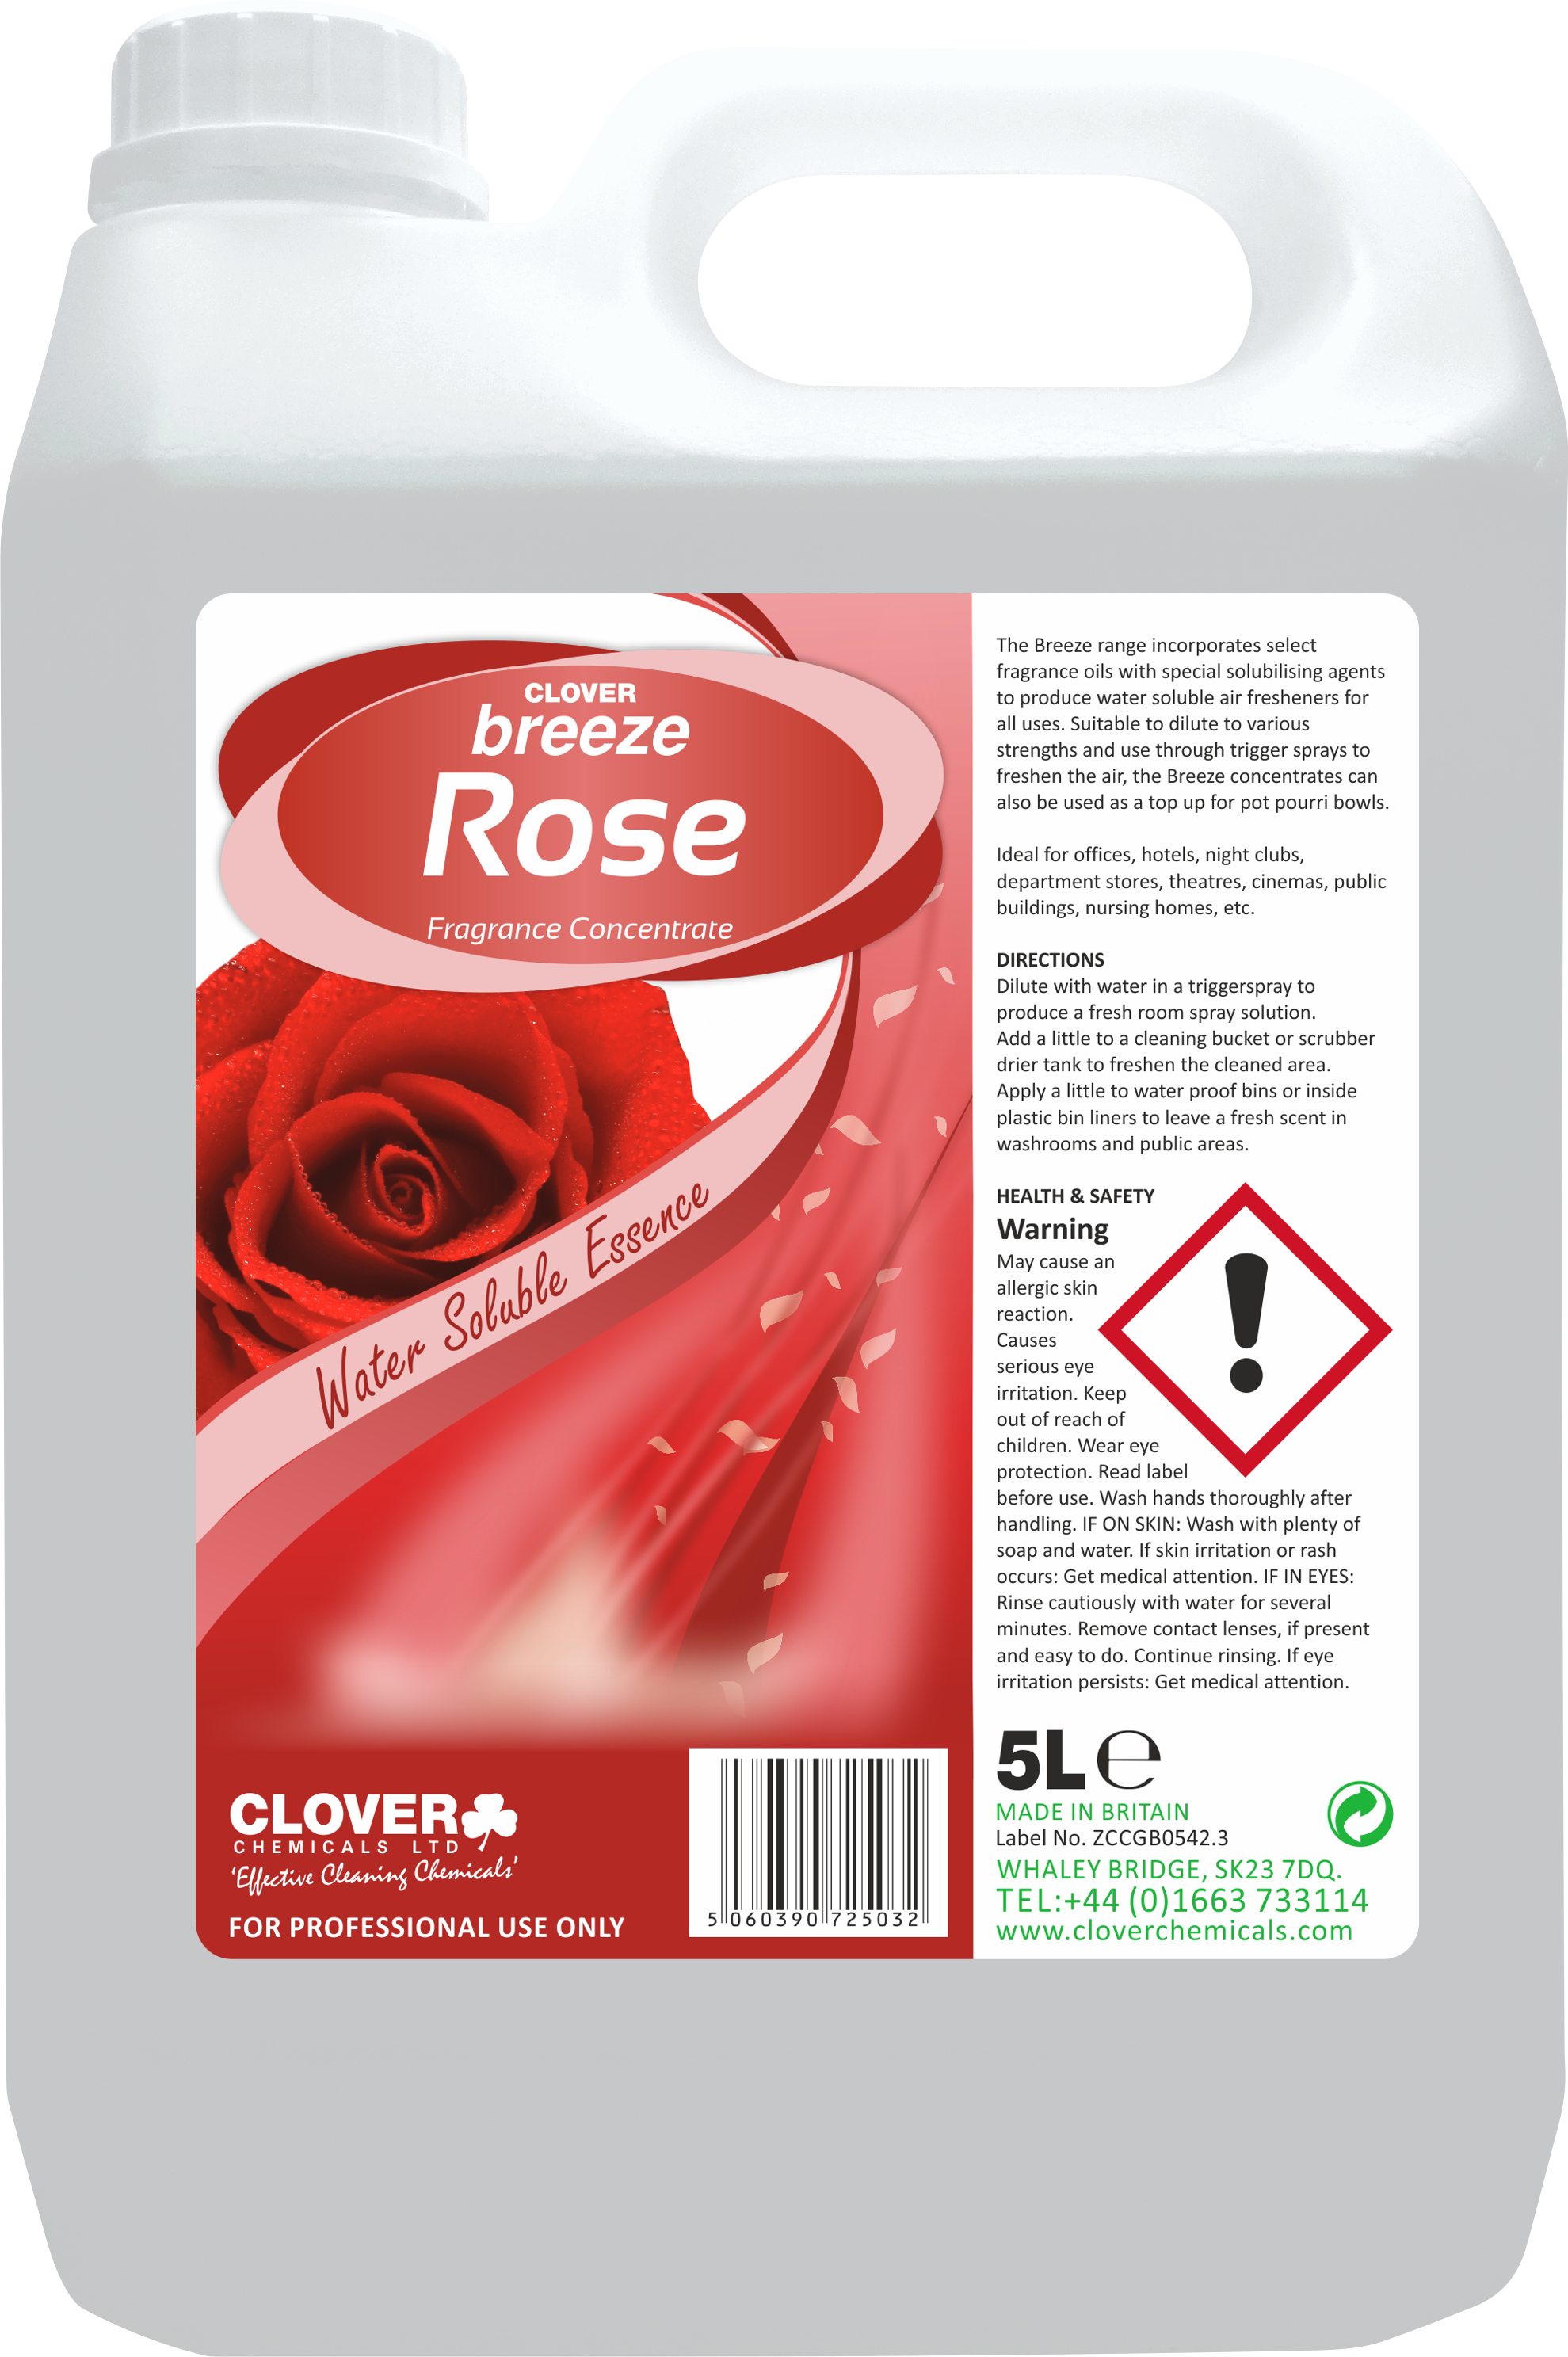 CLOVER
breeze
Rose
Fragrance Concentrate
Water Soluble Essence
CLOVER
CHEMICALS LTD
'Effective Cleaning Chemicals'
FOR PROFESSIONAL USE ONLY
5 060390 725032
The Breeze range incorporates select
fragrance oils with special solubilising agents
to produce water soluble air fresheners for
all uses. Suitable to dilute to various
strengths and use through trigger sprays to
freshen the air, the Breeze concentrates can
also be used as a top up for pot pourri bowls.
Ideal for offices, hotels, night clubs,
department stores, theatres, cinemas, public
buildings, nursing homes, etc.
DIRECTIONS
Dilute with water in a triggerspray to
produce a fresh room spray solution.
Add a little to a cleaning bucket or scrubber
drier tank to freshen the cleaned area.
Apply a little to water proof bins or inside
plastic bin liners to leave a fresh scent in
washrooms and public areas.
HEALTH & SAFETY
Warning
May cause an
allergic skin
reaction.
Causes
serious eye
irritation. Keep
out of reach of
children. Wear eye
protection. Read label
before use. Wash hands thoroughly after
handling. IF ON SKIN: Wash with plenty of
soap and water. If skin irritation or rash
occurs: Get medical attention. IF IN EYES:
Rinse cautiously with water for several
minutes. Remove contact lenses, if present
and easy to do. Continue rinsing. If eye
irritation persists: Get medical attention.
5L ℮
MADE IN BRITAIN
Label No. ZCCGB0542.3
WHALEY BRIDGE, SK23 7DQ.
TEL:+44 (0)1663 733114
www.cloverchemicals.com